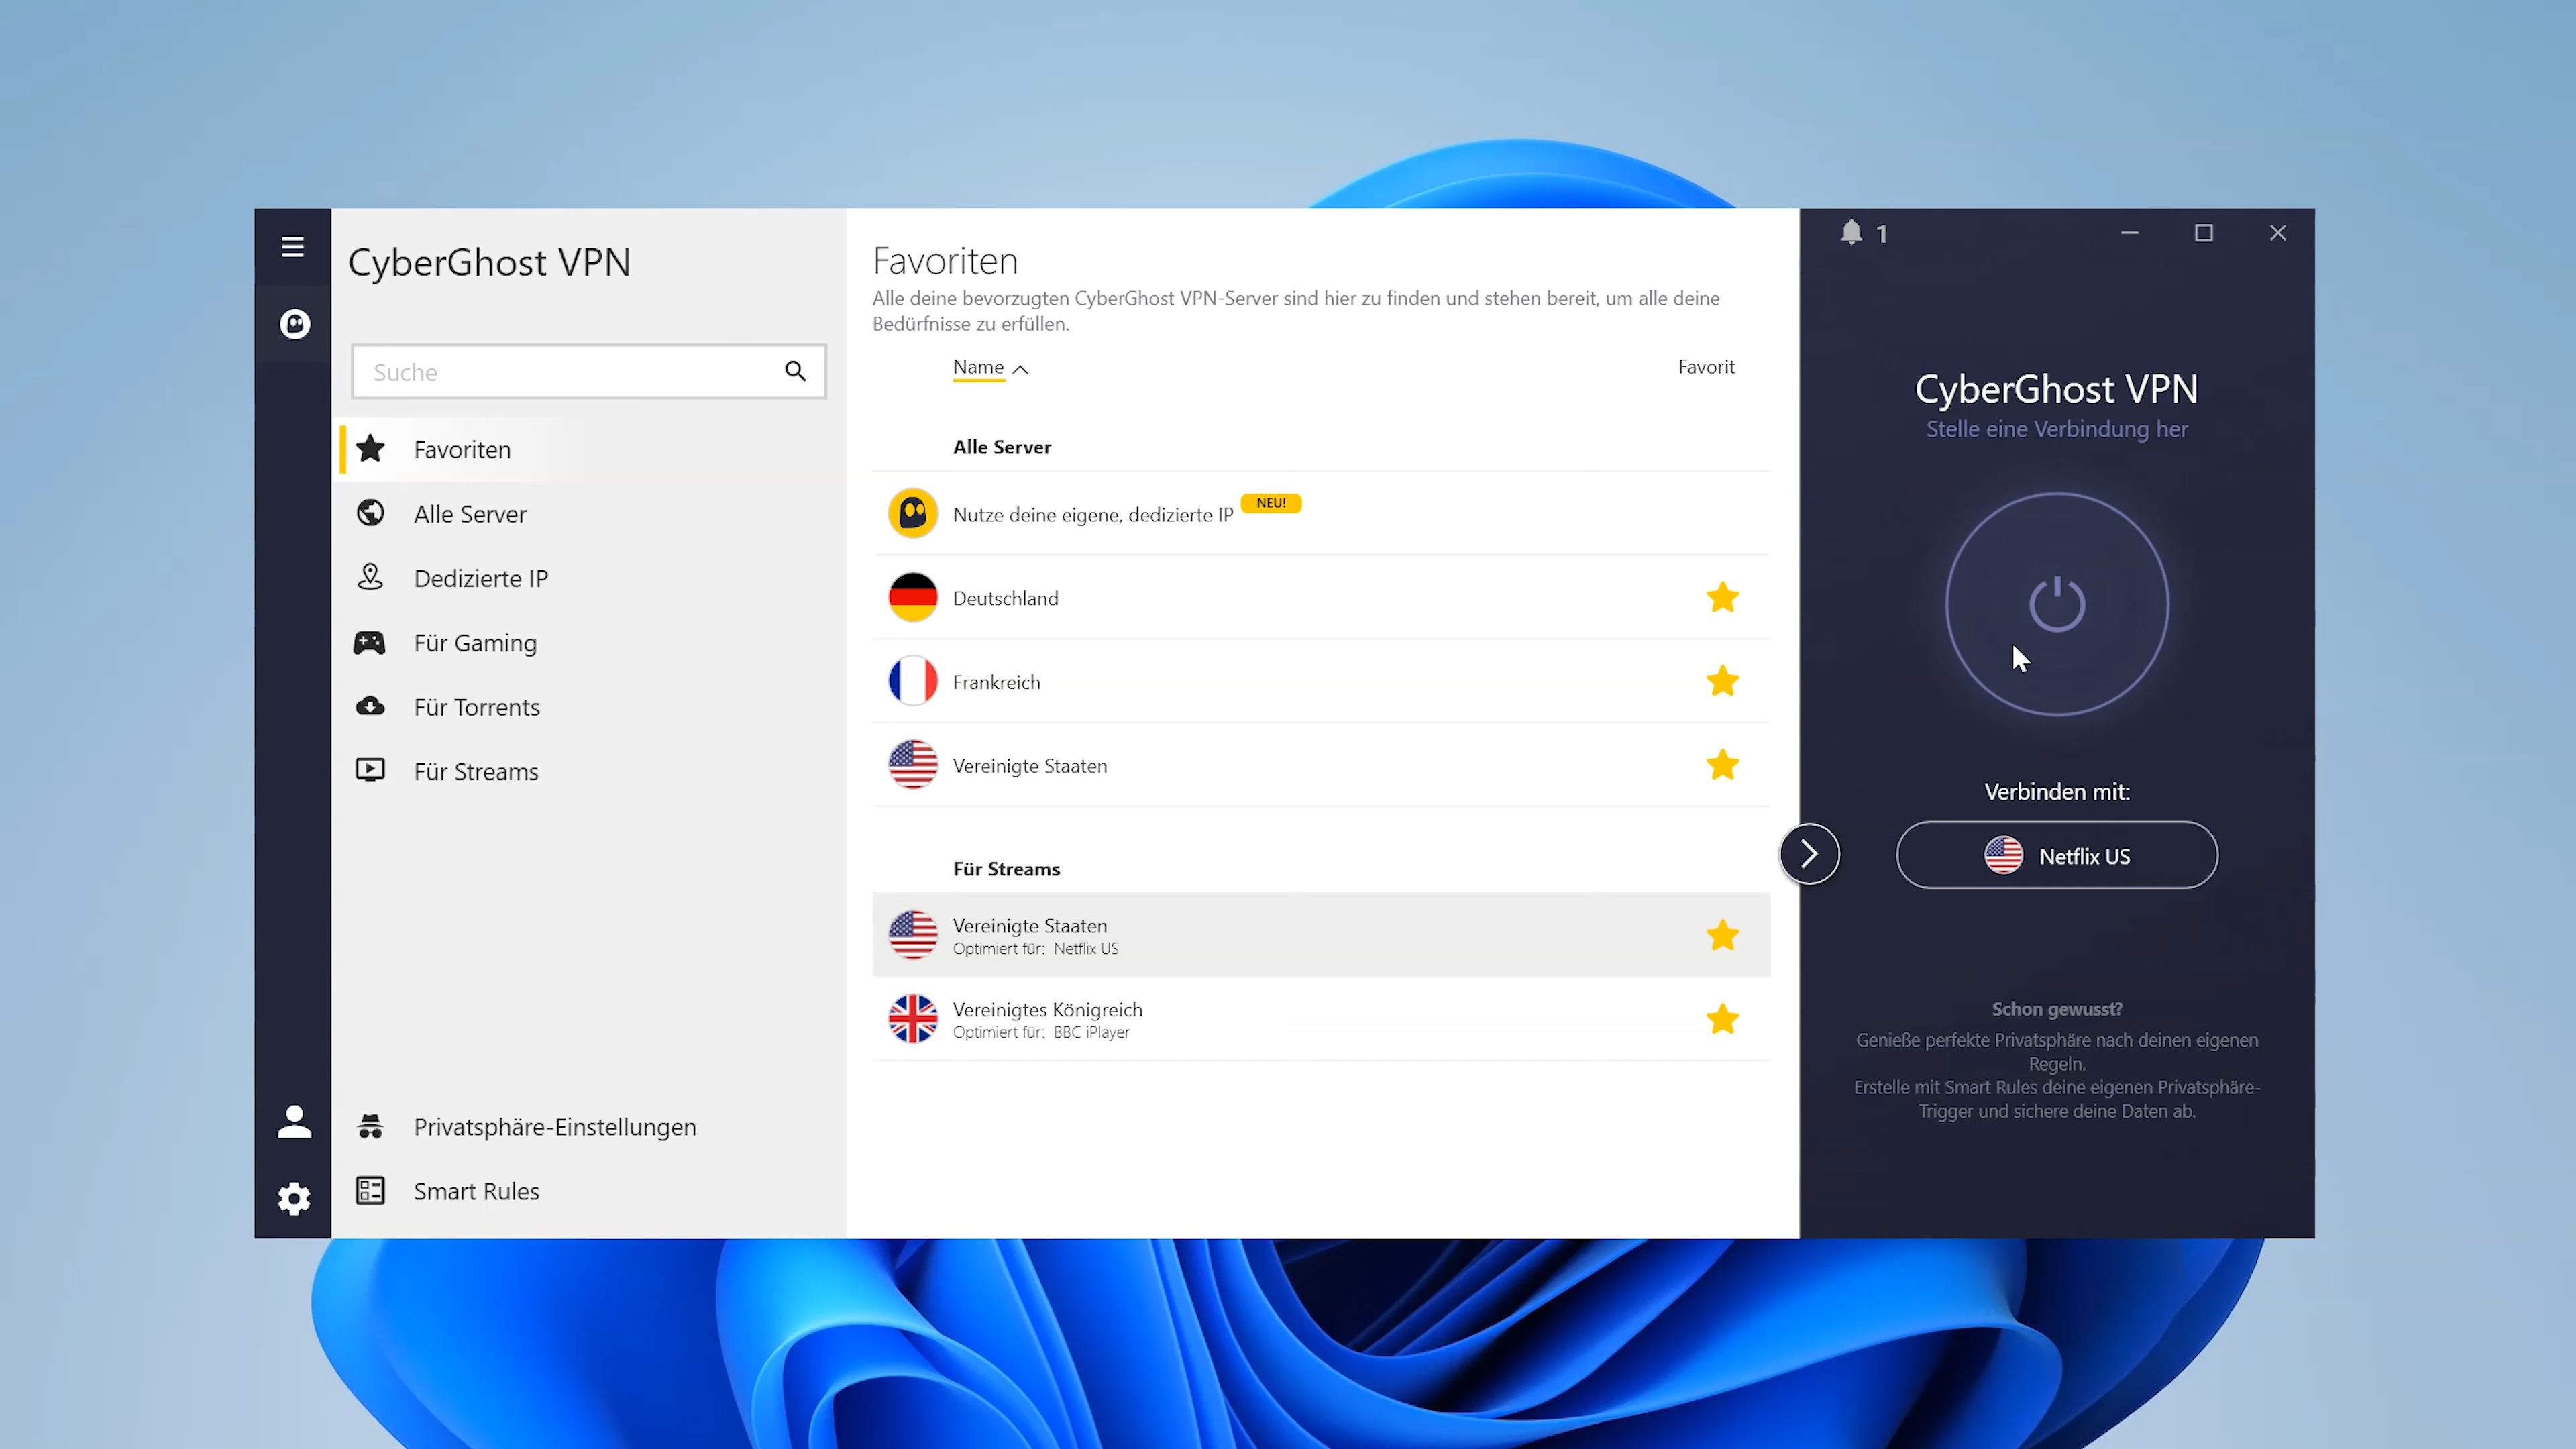 CyberGhost VPN
Suche
Favoriten
Alle Server
Dedizierte IP
Für Gaming
Für Torrents
Für Streams
Privatsphäre-Einstellungen
Smart Rules
Favoriten
Alle deine bevorzugten CyberGhost VPN-Server sind hier zu finden und stehen bereit, um alle deine
Bedürfnisse zu erfüllen.
Name Favorit
Alle Server
Nutze deine eigene, dedizierte IP NEU!
Deutschland
Frankreich
Vereinigte Staaten
Für Streams
Vereinigte Staaten
Optimiert für: Netflix US
Vereinigtes Königreich
Optimiert für: BBC iPlayer
1
CyberGhost VPN
Stelle eine Verbindung her
Verbinden mit:
Netflix US
Schon gewusst?
Genieße perfekte Privatsphäre nach deinen eigenen
Regeln.
Erstelle mit Smart Rules deine eigenen Privatsphäre-
Trigger und sichere deine Daten ab.